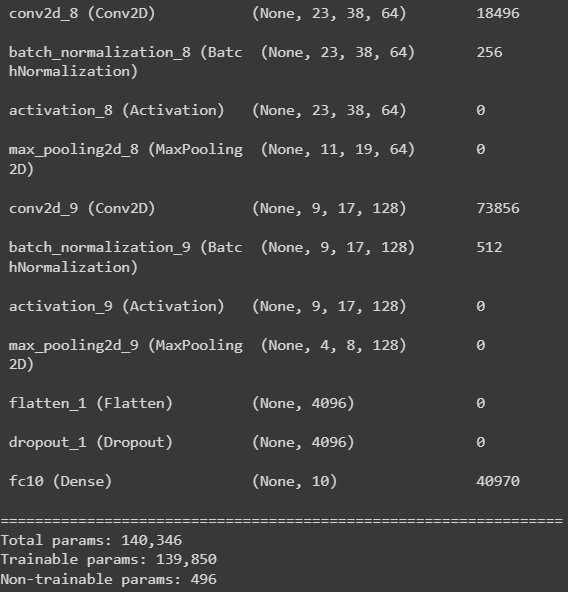 conv2d_8 (Conv2D) (None, 23, 38, 64) 18496
batch_normalization_8 (Batc (None, 23, 38, 64) 256
hNormalization)
activation_8 (Activation) (None, 23, 38, 64) 0
max_pooling2d_8 (MaxPooling (None, 11, 19, 64) 0
2D)
conv2d_9 (Conv2D) (None, 9, 17, 128) 73856
batch_normalization_9 (Batc (None, 9, 17, 128) 512
hNormalization)
activation_9 (Activation) (None, 9, 17, 128) 0
max_pooling2d_9 (MaxPooling (None, 4, 8, 128) 0
2D)
flatten_1 (Flatten) (None, 4096) 0
dropout_1 (Dropout) (None, 4096) 0
fc10 (Dense) (None, 10) 40970
=================================================================
Total params: 140,346
Trainable params: 139,850
Non-trainable params: 496